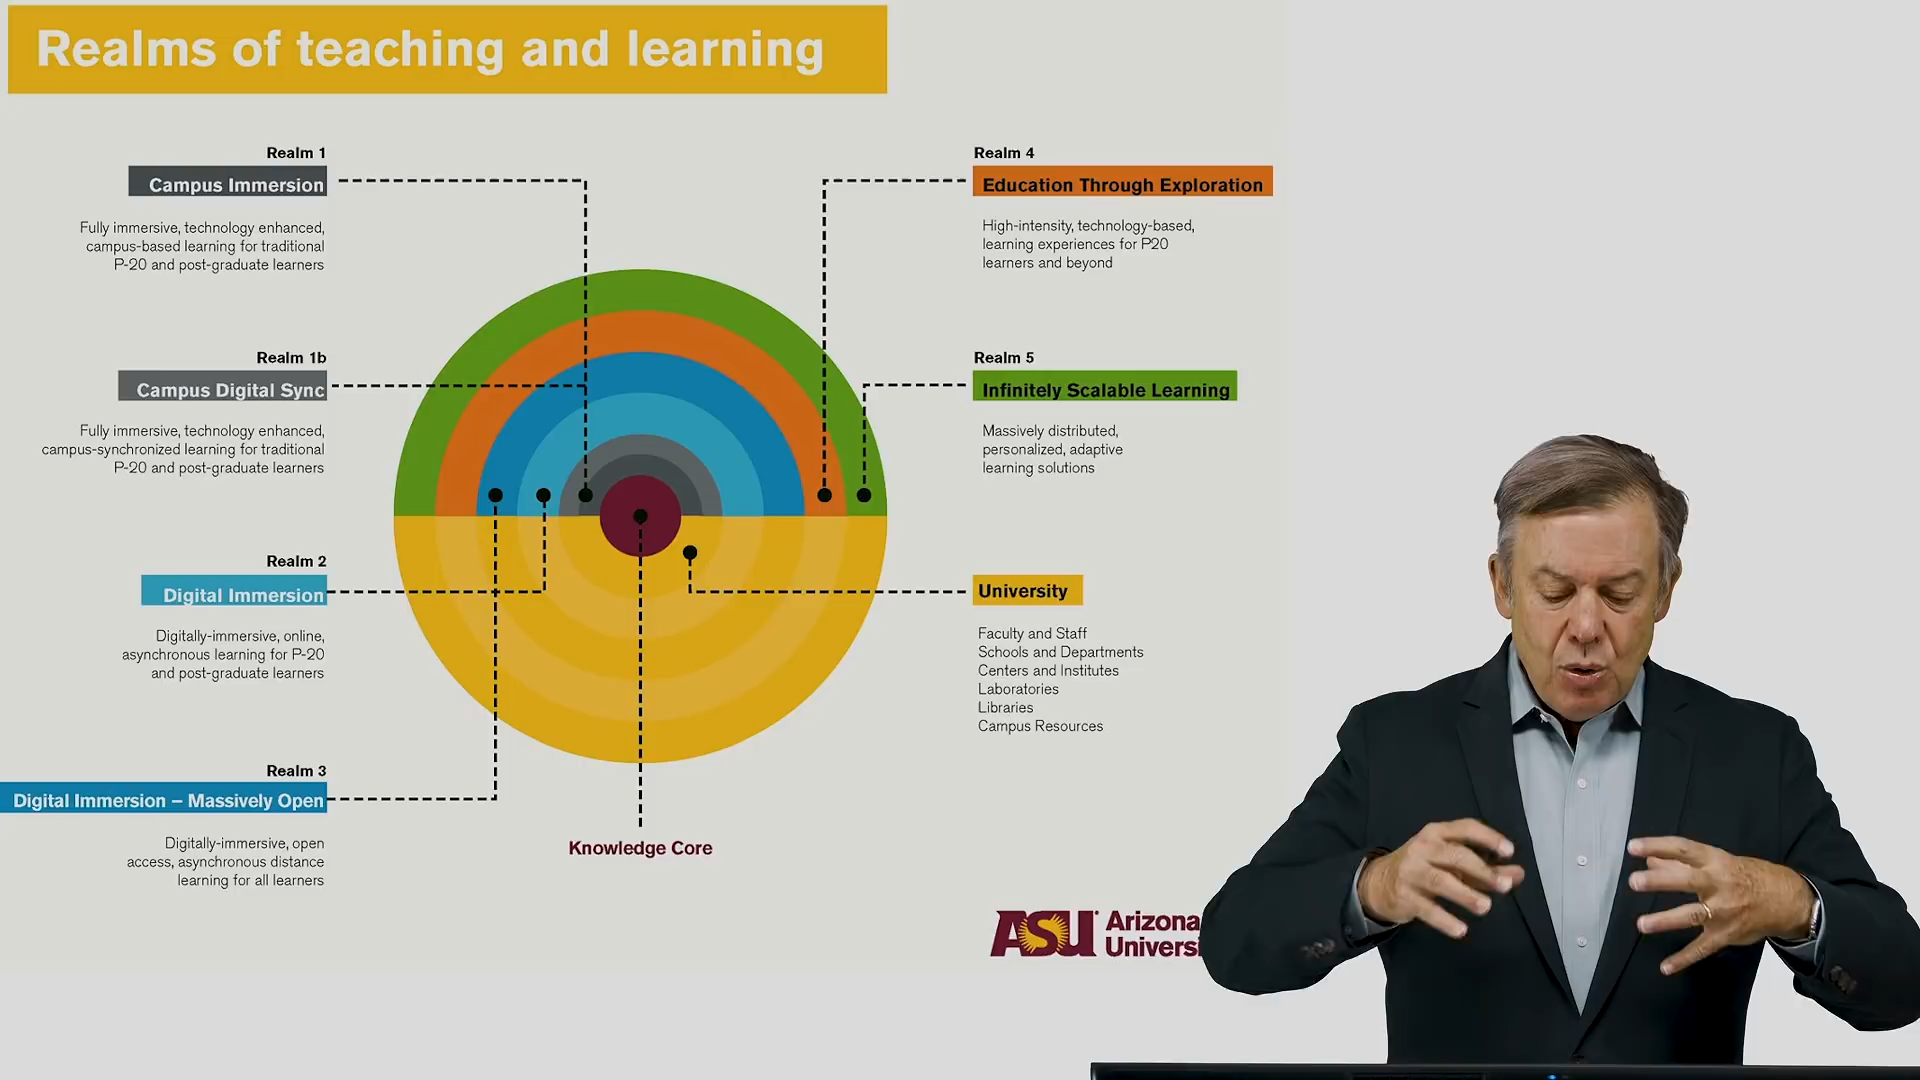 Realms of teaching and learning
Realm 1
Campus Immersion
Fully immersive, technology enhanced,
campus-based learning for traditional
P-20 and post-graduate learners
Realm 1b
Campus Digital Sync
Fully immersive, technology enhanced,
campus-synchronized learning for traditional
P-20 and post-graduate learners
Realm 2
Digital Immersion
Digitally-immersive, online,
asynchronous learning for P-20
and post-graduate learners
Realm 3
Digital Immersion – Massively Open
Digitally-immersive, open
access, asynchronous distance
learning for all learners
Realm 4
Education Through Exploration
High-intensity, technology-based,
learning experiences for P20
learners and beyond
Realm 5
Infinitely Scalable Learning
Massively distributed,
personalized, adaptive
learning solutions
University
Faculty and Staff
Schools and Departments
Centers and Institutes
Laboratories
Libraries
Campus Resources
Knowledge Core
ASU Arizona
Universi